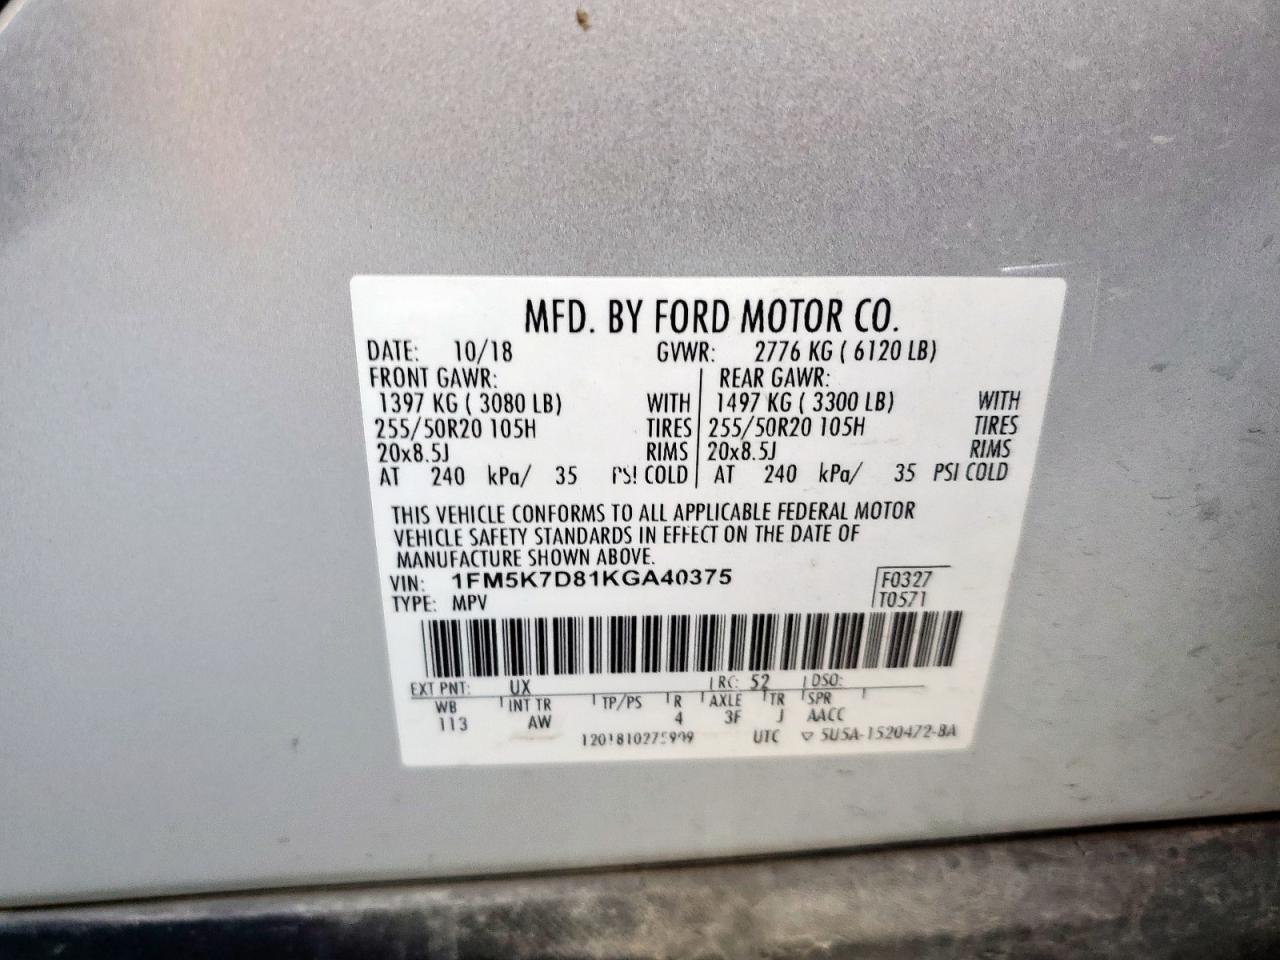 MFD. BY FORD MOTOR CO.
DATE: 10/18 GVWR: 2776 KG ( 6120 LB)
FRONT GAWR: REAR GAWR:
1397 KG ( 3080 LB) WITH 1497 KG ( 3300 LB) WITH
255/50R20 105H TIRES 255/50R20 105H TIRES
20x8.5J RIMS 20x8.5J RIMS
AT 240 kPa/ 35 PSI COLD AT 240 kPa/ 35 PSI COLD
THIS VEHICLE CONFORMS TO ALL APPLICABLE FEDERAL MOTOR
VEHICLE SAFETY STANDARDS IN EFFECT ON THE DATE OF
MANUFACTURE SHOWN ABOVE.
VIN: 1FM5K7D81KGA40375 F0327
TYPE: MPV T0571
EXT PNT: UX RC: 52 DSO:
WB INT TR TP/PS R AXLE TR SPR
113 AW 4 3F J AACC
UTC ▽ 5U5A-1520472-BA